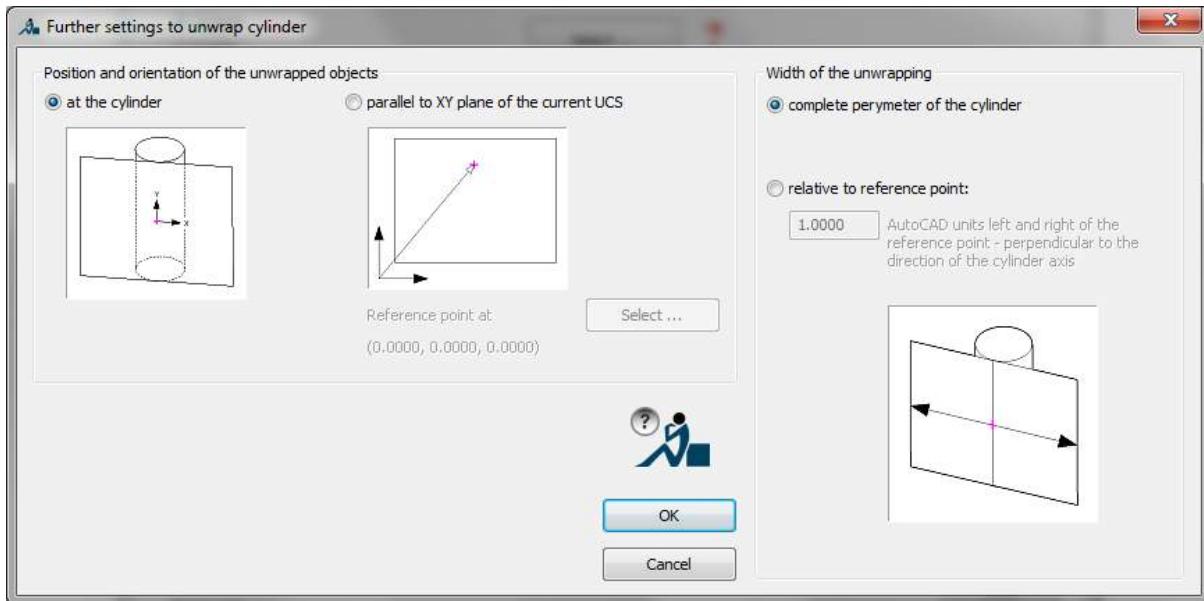 Further settings to unwrap cylinder
x
Position and orientation of the unwrapped objects
at the cylinder
parallel to XY plane of the current UCS
Y
X
Reference point at
Select ...
(0.0000, 0.0000, 0.0000)
Width of the unwrapping
complete perymeter of the cylinder
relative to reference point:
1.0000
AutoCAD units left and right of the
reference point - perpendicular to the
direction of the cylinder axis
?
OK
Cancel